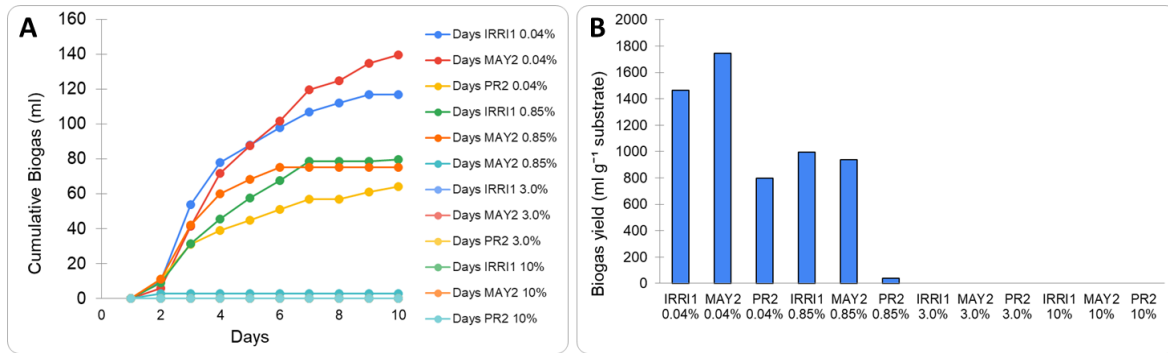 A
160
140
120
100
80
60
40
20
0
Cumulative Biogas (ml)
0 2 4 6 8 10
Days
Days IRRI1 0.04%
Days MAY2 0.04%
Days PR2 0.04%
Days IRRI1 0.85%
Days MAY2 0.85%
Days MAY2 0.85%
Days IRRI1 3.0%
Days MAY2 3.0%
Days PR2 3.0%
Days IRRI1 10%
Days MAY2 10%
Days PR2 10%
B
2000
1800
1600
1400
1200
1000
800
600
400
200
0
Biogas yield (ml g⁻¹ substrate)
IRRI1 MAY2 PR2 IRRI1 MAY2 PR2 IRRI1 MAY2 PR2 IRRI1 MAY2 PR2
0.04% 0.04% 0.04% 0.85% 0.85% 0.85% 3.0% 3.0% 3.0% 10% 10% 10%